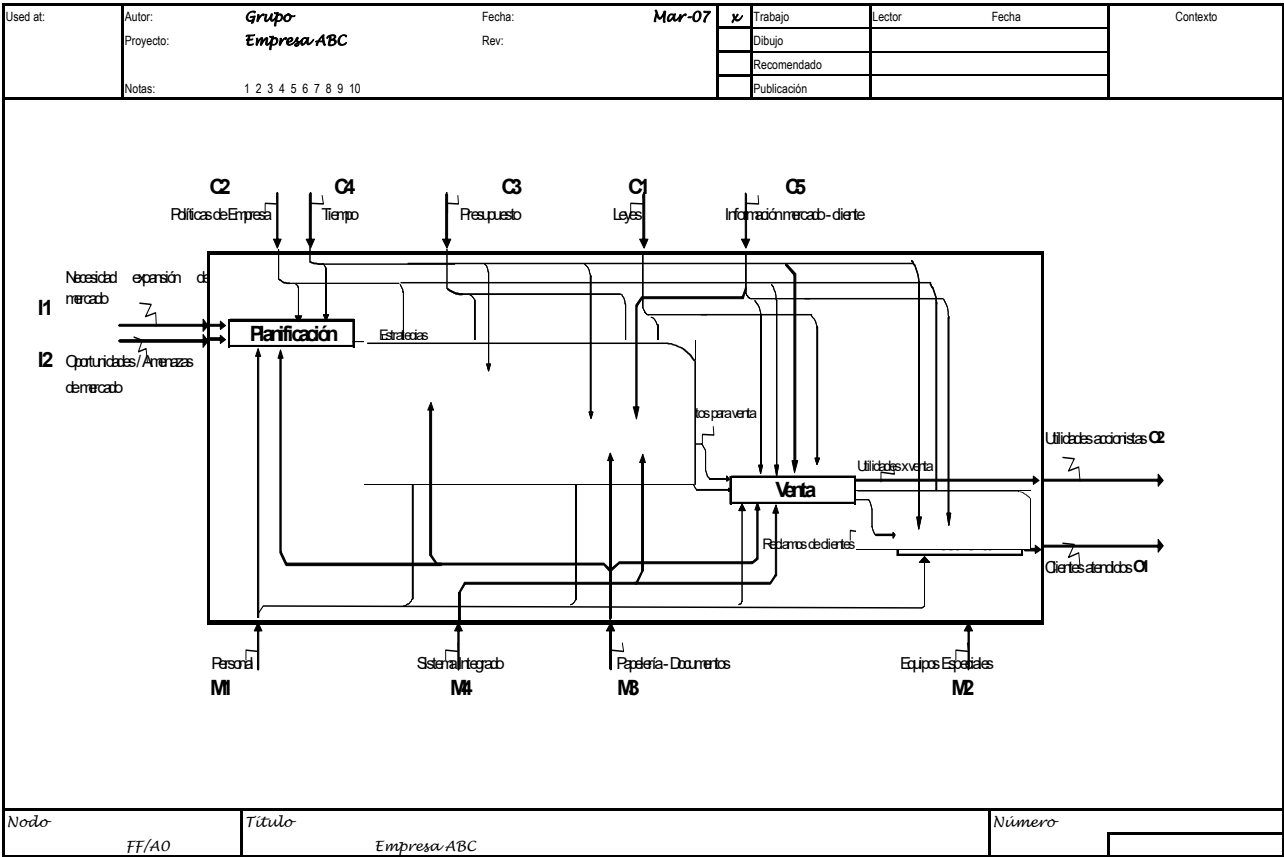 Used at:
Autor: Grupo Fecha: Mar-07
Proyecto: Empresa ABC Rev:
Notas: 1 2 3 4 5 6 7 8 9 10
x Trabajo Lector Fecha Contexto
Dibujo
Recomendado
Publicación
C2 C4 C3 C1 C5
Políticas de Empresa Tiempo Presupuesto Leyes Información mercado - cliente
Necesidad expansión de
mercado
I1
Planificación
Estrategias
I2 Oportunidades / Amenazas
de mercado
tos para venta
Utilidades accionistas O2
Utilidades x venta
Venta
Reclamos de clientes
Clientes atendidos O1
Personal Sistema Integrado Papelería - Documentos Equipos Especiales
M1 M4 M3 M2
Nodo Título Número
FF/A0 Empresa ABC